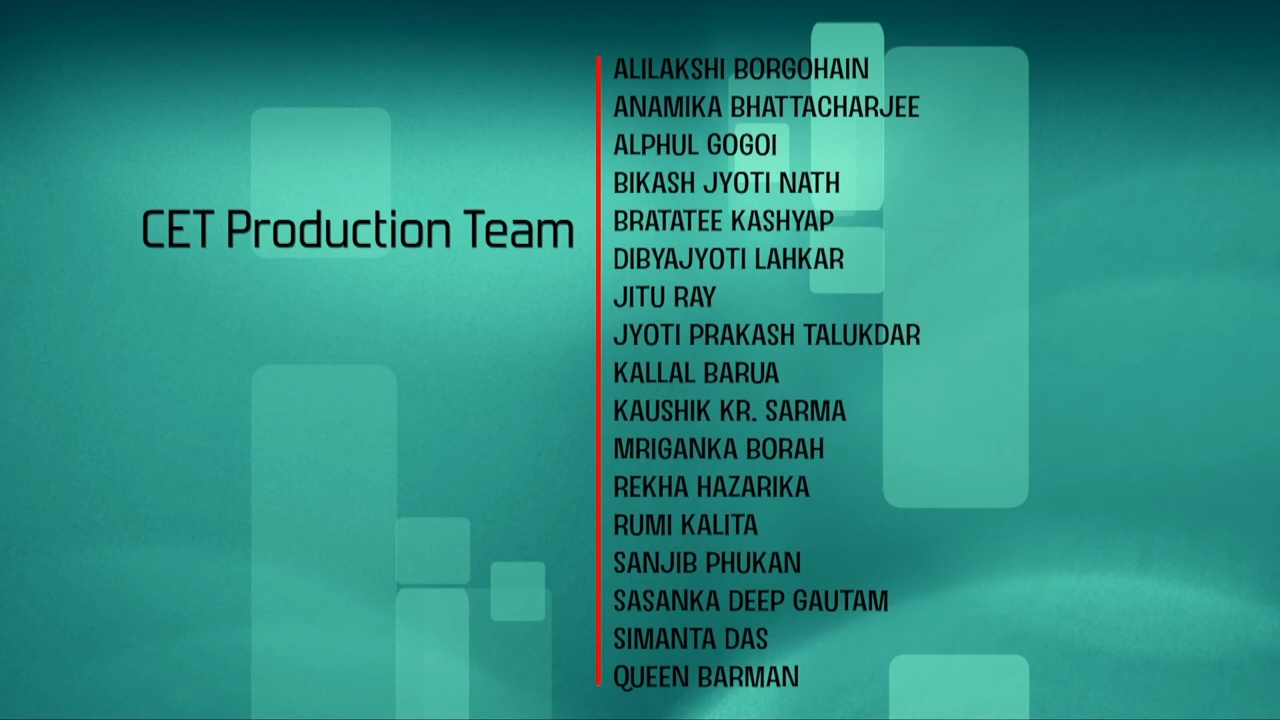 CET Production Team
ALILAKSHI BORGOHAIN
ANAMIKA BHATTACHARJEE
ALPHUL GOGOI
BIKASH JYOTI NATH
BRATATEE KASHYAP
DIBYAJYOTI LAHKAR
JITU RAY
JYOTI PRAKASH TALUKDAR
KALLAL BARUA
KAUSHIK KR. SARMA
MRIGANKA BORAH
REKHA HAZARIKA
RUMI KALITA
SANJIB PHUKAN
SASANKA DEEP GAUTAM
SIMANTA DAS
QUEEN BARMAN